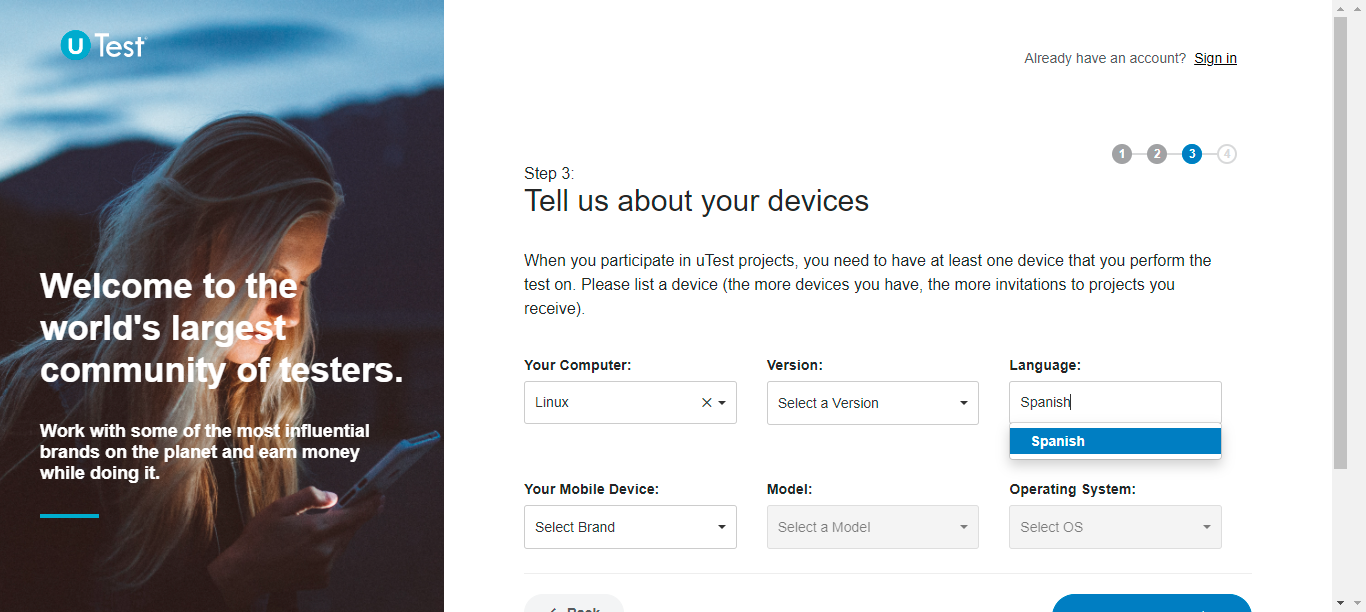 u Test
Already have an account? Sign in
1 2 3 4
Step 3:
Tell us about your devices
When you participate in uTest projects, you need to have at least one device that you perform the
test on. Please list a device (the more devices you have, the more invitations to projects you
receive).
Welcome to the
world's largest
community of testers.
Work with some of the most influential
brands on the planet and earn money
while doing it.
Your Computer: Version: Language:
Linux Select a Version Spanish
Spanish
Your Mobile Device: Model: Operating System:
Select Brand Select a Model Select OS
Back